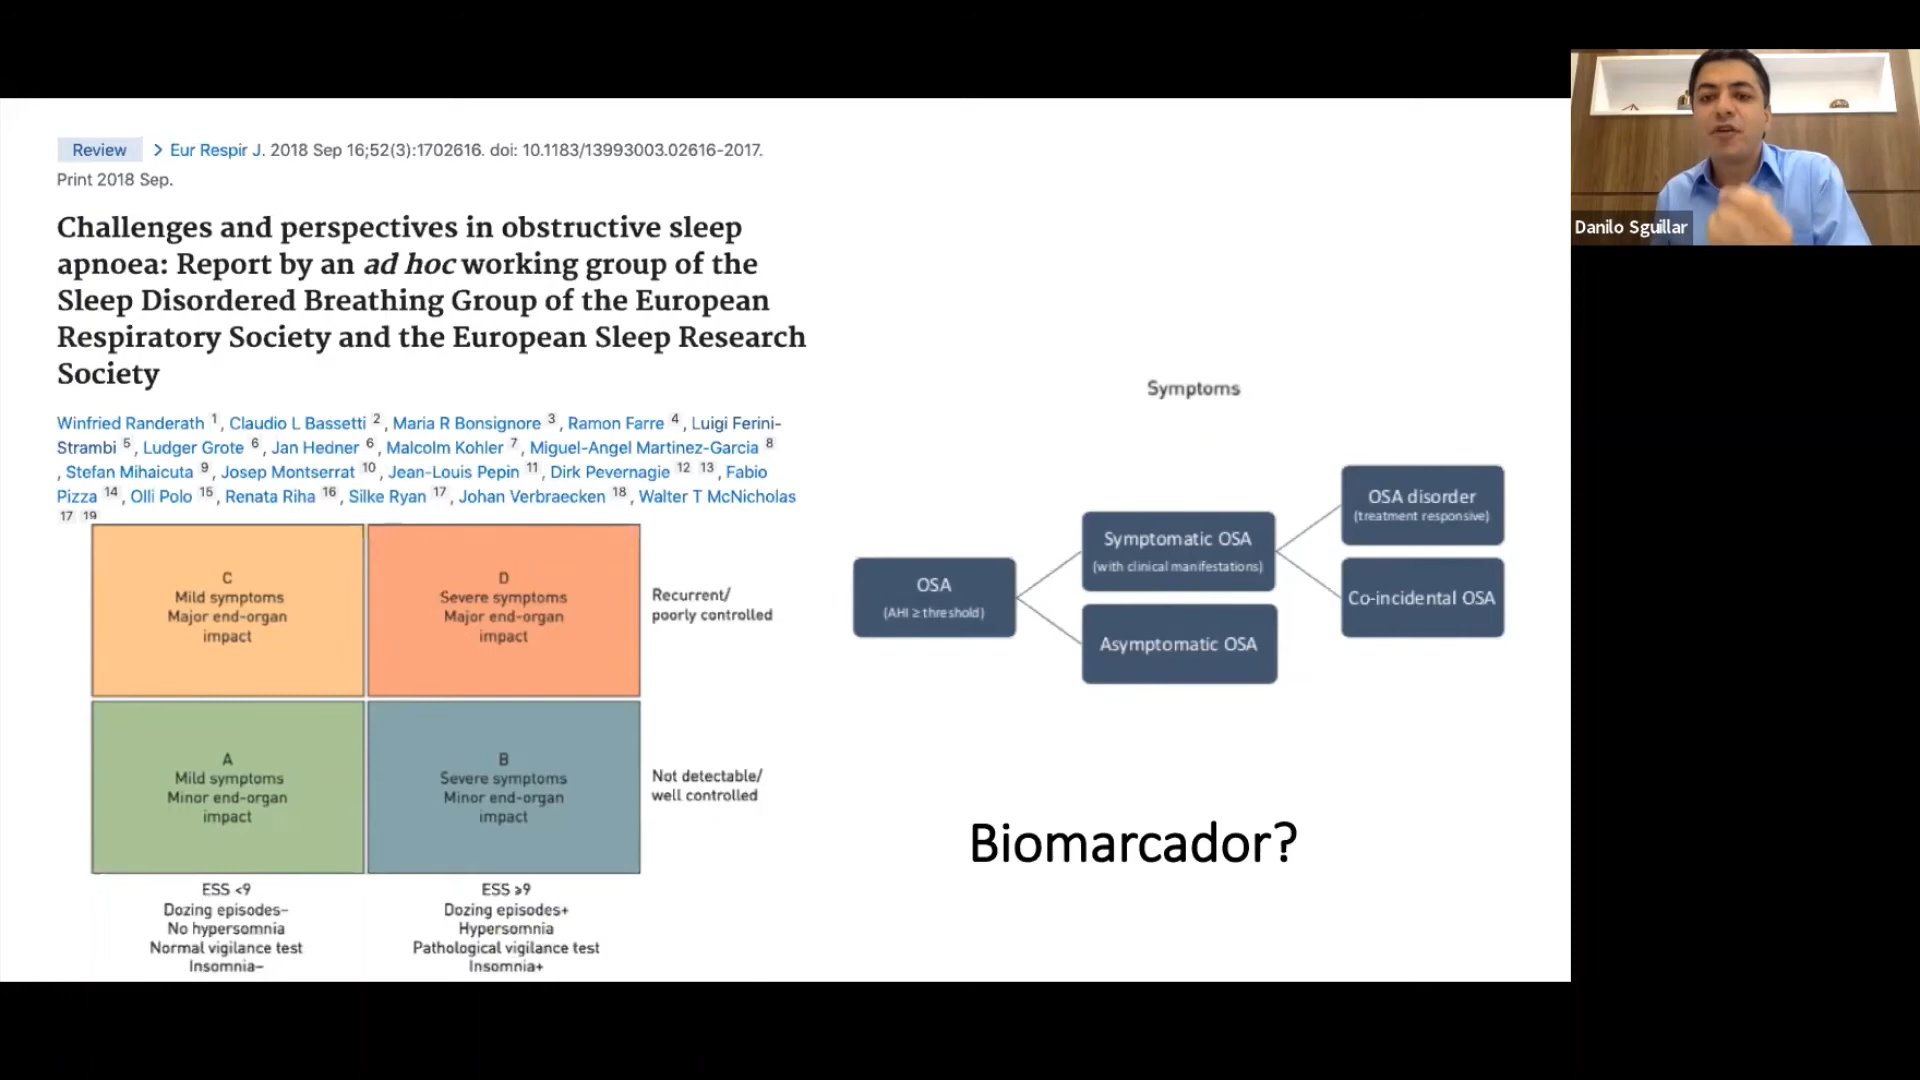 Review > Eur Respir J. 2018 Sep 16;52(3):1702616. doi: 10.1183/13993003.02616-2017.
Print 2018 Sep.
Challenges and perspectives in obstructive sleep
apnoea: Report by an ad hoc working group of the
Sleep Disordered Breathing Group of the European
Respiratory Society and the European Sleep Research
Society
Winfried Randerath 1, Claudio L Bassetti 2, Maria R Bonsignore 3, Ramon Farre 4, Luigi Ferini-
Strambi 5, Ludger Grote 6, Jan Hedner 6, Malcolm Kohler 7, Miguel-Angel Martinez-Garcia 8
, Stefan Mihaicuta 9, Josep Montserrat 10, Jean-Louis Pepin 11, Dirk Pevernagie 12 13, Fabio
Pizza 14, Olli Polo 15, Renata Riha 16, Silke Ryan 17, Johan Verbraecken 18, Walter T McNicholas
17 19
C
Mild symptoms
Major end-organ
impact
D
Severe symptoms
Major end-organ
impact
Recurrent/
poorly controlled
A
Mild symptoms
Minor end-organ
impact
B
Severe symptoms
Minor end-organ
impact
Not detectable/
well controlled
ESS <9
Dozing episodes–
No hypersomnia
Normal vigilance test
Insomnia–
ESS ⩾9
Dozing episodes+
Hypersomnia
Pathological vigilance test
Insomnia+
Symptoms
OSA
(AHI ≥ threshold)
Symptomatic OSA
(with clinical manifestations)
Asymptomatic OSA
OSA disorder
(treatment responsive)
Co-incidental OSA
Biomarcador?
Danilo Sguillar